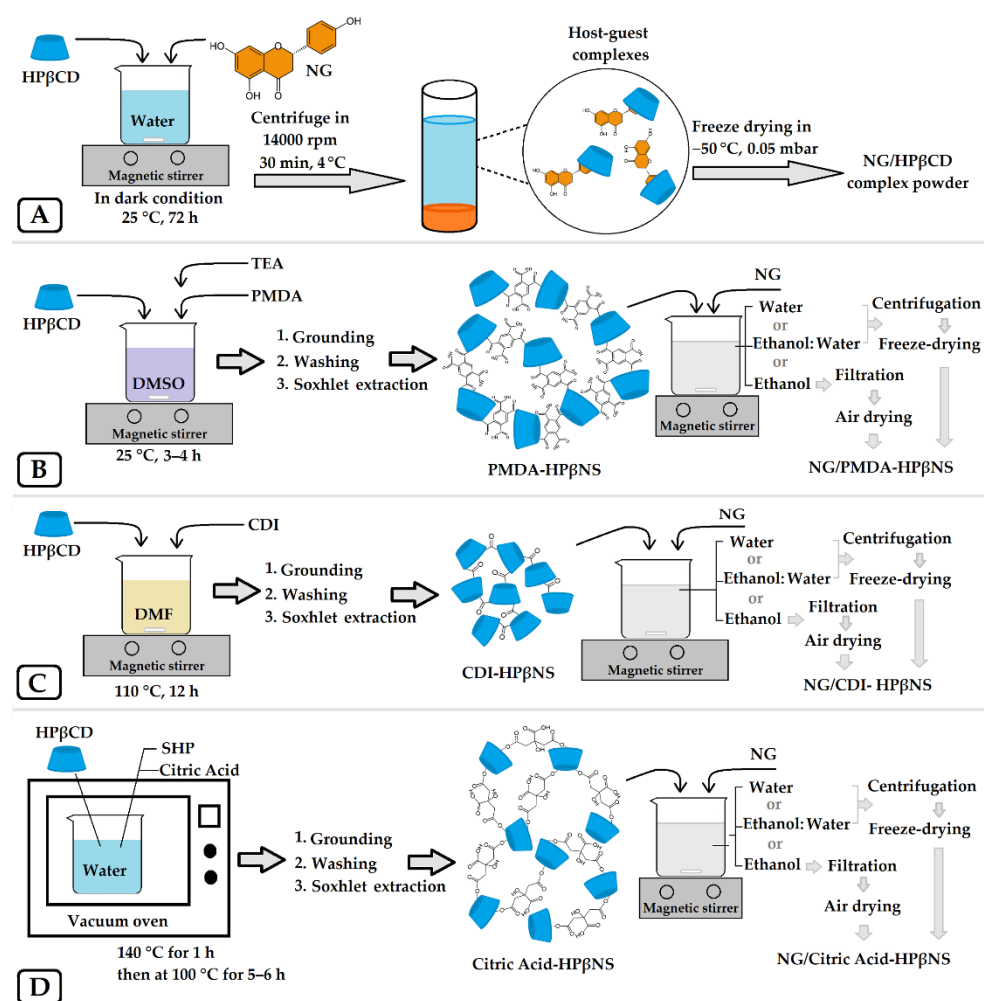 HPβCD
OH
HO
O
OH
O
NG
Water
Magnetic stirrer
In dark condition
25 °C, 72 h
Centrifuge in
14000 rpm
30 min, 4 °C
Host-guest
complexes
Freeze drying in
−50 °C, 0.05 mbar
NG/HPβCD
complex powder
A
TEA
PMDA
HPβCD
DMSO
Magnetic stirrer
25 °C, 3–4 h
1. Grounding
2. Washing
3. Soxhlet extraction
PMDA-HPβNS
NG
Water
or
Ethanol:Water
or
Ethanol
Magnetic stirrer
Centrifugation
Freeze-drying
Filtration
Air drying
NG/PMDA-HPβNS
B
HPβCD
CDI
DMF
Magnetic stirrer
110 °C, 12 h
1. Grounding
2. Washing
3. Soxhlet extraction
CDI-HPβNS
NG
Water
or
Ethanol:Water
or
Ethanol
Magnetic stirrer
Centrifugation
Freeze-drying
Filtration
Air drying
NG/CDI- HPβNS
C
HPβCD
SHP
Citric Acid
Water
Vacuum oven
140 °C for 1 h
then at 100 °C for 5–6 h
1. Grounding
2. Washing
3. Soxhlet extraction
Citric Acid-HPβNS
NG
Water
or
Ethanol:Water
or
Ethanol
Magnetic stirrer
Centrifugation
Freeze-drying
Filtration
Air drying
NG/Citric Acid-HPβNS
D